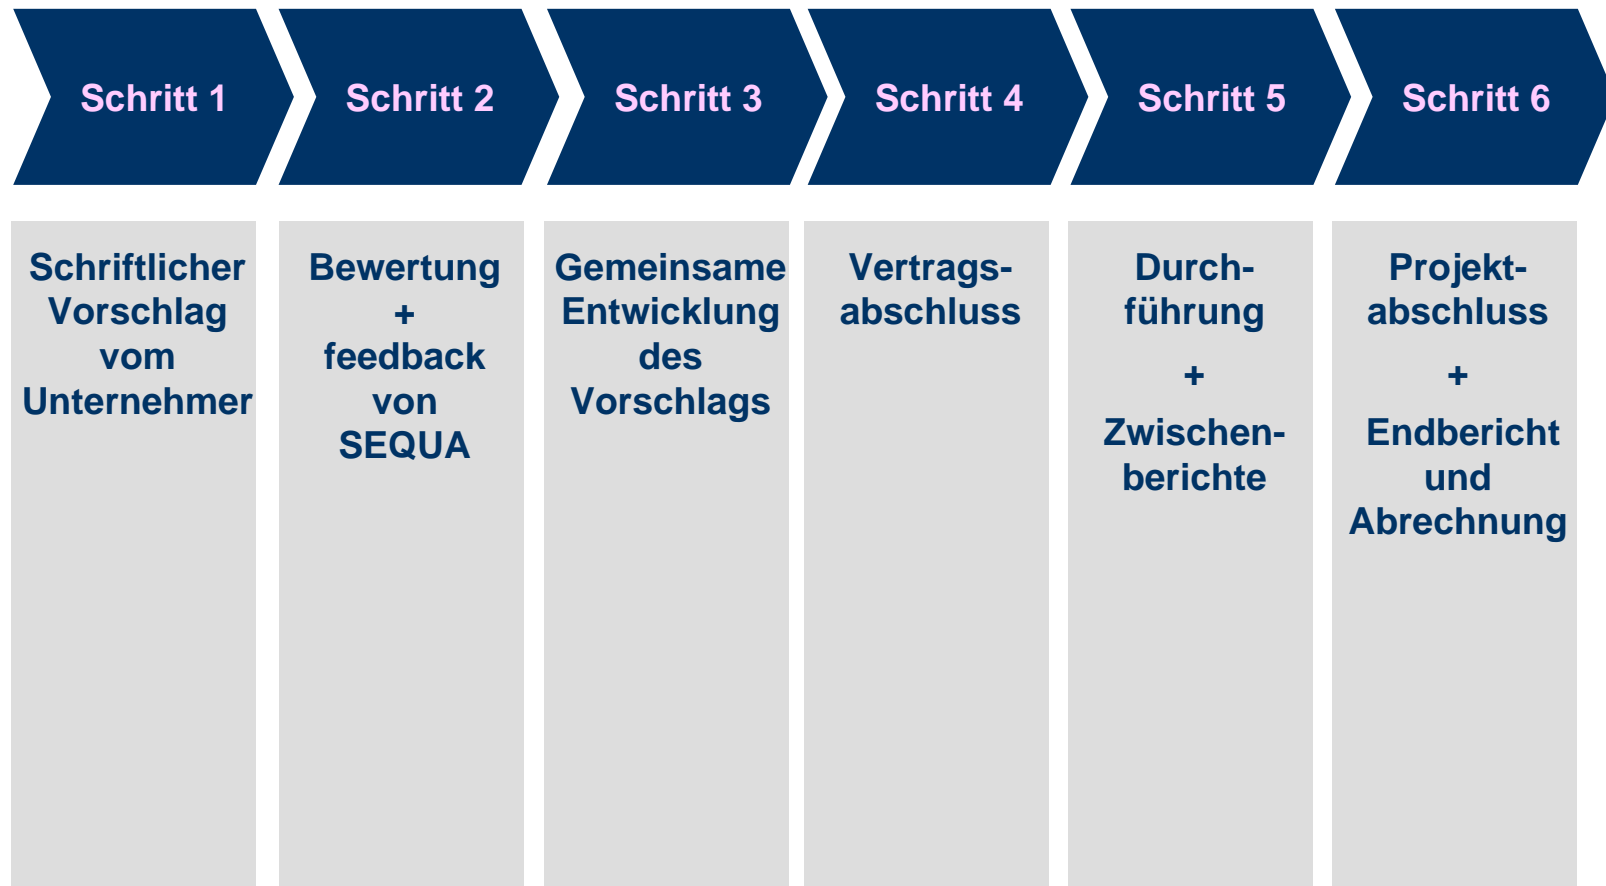 Schritt 1
Schritt 2
Schritt 3
Schritt 4
Schritt 5
Schritt 6
Schriftlicher
Vorschlag
vom
Unternehmer
Bewertung
+
feedback
von
SEQUA
Gemeinsame
Entwicklung
des
Vorschlags
Vertrags-
abschluss
Durch-
führung
+
Zwischen-
berichte
Projekt-
abschluss
+
Endbericht
und
Abrechnung